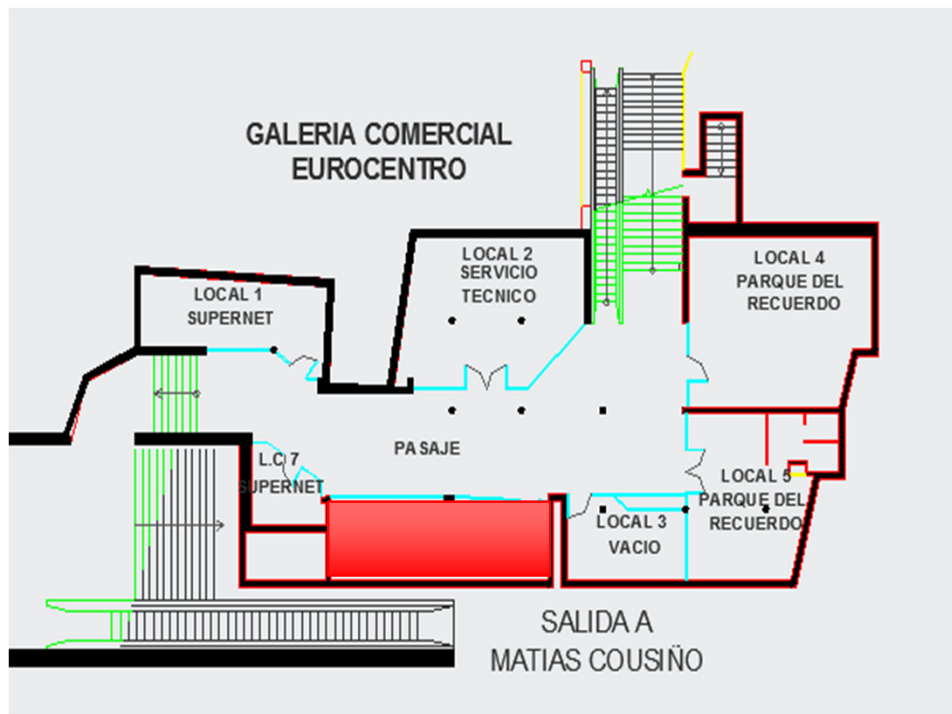 GALERIA COMERCIAL
EUROCENTRO
LOCAL 2
SERVICIO
TECNICO
LOCAL 4
PARQUE DEL
RECUERDO
LOCAL 1
SUPERNET
PASAJE
L.C 7
SUPERNET
LOCAL 5
PARQUE DEL
RECUERDO
LOCAL 3
VACIO
SALIDA A
MATIAS COUSIÑO